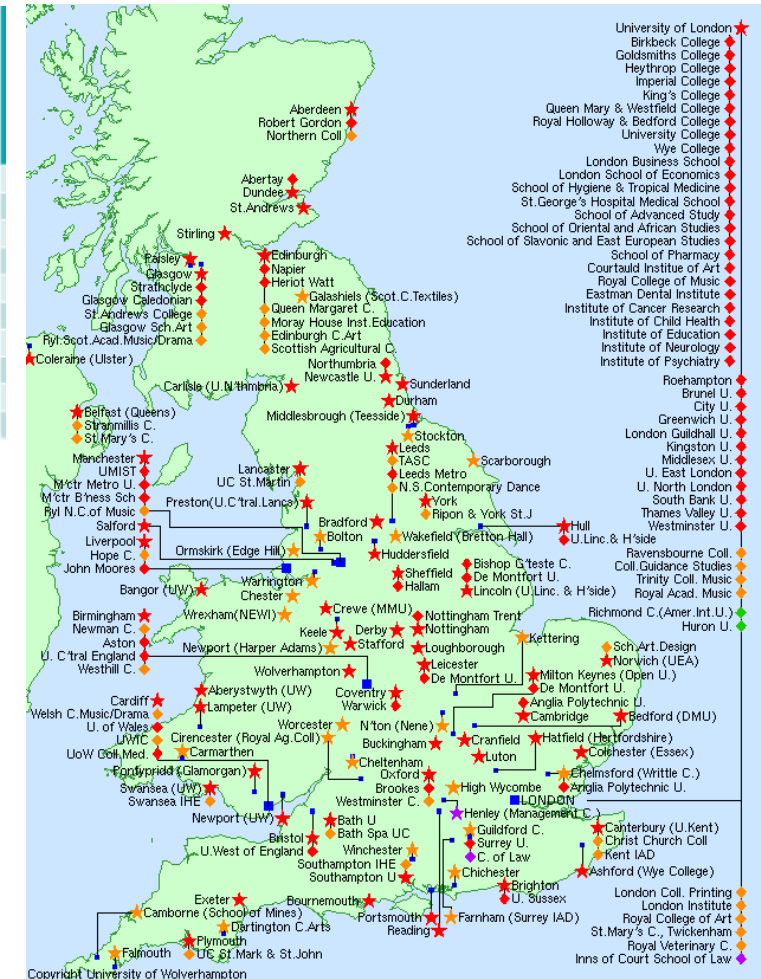 University of London
Birkbeck College
Goldsmiths College
Heythrop College
Imperial College
King's College
Queen Mary & Westfield College
Royal Holloway & Bedford College
University College
Wye College
London Business School
London School of Economics
School of Hygiene & Tropical Medicine
St.George's Hospital Medical School
School of Advanced Study
School of Oriental and African Studies
School of Slavonic and East European Studies
School of Pharmacy
Courtauld Institue of Art
Royal College of Music
Eastman Dental Institute
Institute of Cancer Research
Institute of Child Health
Institute of Education
Institute of Neurology
Institute of Psychiatry
Roehampton
Brunel U.
City U.
Greenwich U.
London Guildhall U.
Kingston U.
Middlesex U.
U. East London
U. North London
South Bank U.
Thames Valley U.
Westminster U.
Ravensbourne Coll.
Coll.Guidance Studies
Trinity Coll. Music
Royal Acad. Music
Richmond C.(Amer.Int.U.)
Huron U.
London Coll. Printing
London Institute
Royal College of Art
St.Mary's C., Twickenham
Royal Veterinary C.
Inns of Court School of Law
Aberdeen
Robert Gordon
Northern Coll
Abertay
Dundee
St.Andrews
Stirling
Paisley
Glasgow
Strathclyde
Glasgow Caledonian
St.Andrews College
Glasgow Sch.Art
Ryl.Scot.Acad.Music/Drama
Edinburgh
Napier
Heriot Watt
Galashiels (Scot.C.Textiles)
Queen Margaret C.
Moray House Inst.Education
Edinburgh C.Art
Scottish Agricultural C.
Coleraine (Ulster)
Northumbria
Newcastle U.
Carlisle (U.N'thmbria)
Sunderland
Durham
Middlesbrough (Teesside)
Stockton
Belfast (Queens)
Stranmillis C.
St.Mary's C.
Manchester
UMIST
M'ctr Metro U.
M'ctr B'ness Sch
Ryl N.C.of Music
Salford
Liverpool
Hope C.
John Moores
Lancaster
UC St.Martin
Preston(U.C'tral.Lancs)
Leeds
TASC
Leeds Metro
N.S.Contemporary Dance
Scarborough
York
Ripon & York St.J
Bradford
Bolton
Wakefield (Bretton Hall)
Hull
U.Linc.& H'side
Ormskirk (Edge Hill)
Huddersfield
Bishop G'teste C.
De Montfort U.
Lincoln (U.Linc. & H'side)
Sheffield
Hallam
Warrington
Chester
Bangor (UW)
Wrexham(NEWI)
Crewe (MMU)
Keele
Derby
Stafford
Newport (Harper Adams)
Nottingham Trent
Nottingham
Loughborough
Leicester
De Montfort U.
Kettering
Sch.Art.Design
Norwich (UEA)
Birmingham
Newman C.
Aston
U. C'tral England
Westhill C.
Wolverhampton
Coventry
Warwick
Milton Keynes (Open U.)
De Montfort U.
Anglia Polytechnic U.
Cambridge
Bedford (DMU)
Aberystwyth (UW)
Lampeter (UW)
Cardiff
Welsh C.Music/Drama
U. of Wales
UWIC
UoW Coll.Med.
Worcester
Cirencester (Royal Ag.Coll)
N'ton (Nene)
Buckingham
Cranfield
Luton
Hatfield (Hertfordshire)
Colchester (Essex)
Carmarthen
Cheltenham
Pontypridd (Glamorgan)
Oxford
Brookes
Westminster C.
High Wycombe
Chelmsford (Writtle C.)
Anglia Polytechnic U.
Swansea (UW)
Swansea IHE
LONDON
Henley (Management C.)
Newport (UW)
Bristol
U.West of England
Bath U
Bath Spa UC
Guildford C.
Surrey U.
C. of Law
Canterbury (U.Kent)
Christ Church Coll
Kent IAD
Winchester
Southampton IHE
Southampton U
Chichester
Ashford (Wye College)
Brighton
U. Sussex
Exeter
Bournemouth
Camborne (School of Mines)
Dartington C.Arts
Portsmouth
Farnham (Surrey IAD)
Reading
Plymouth
UC St.Mark & St.John
Falmouth
Copyright University of Wolverhampton